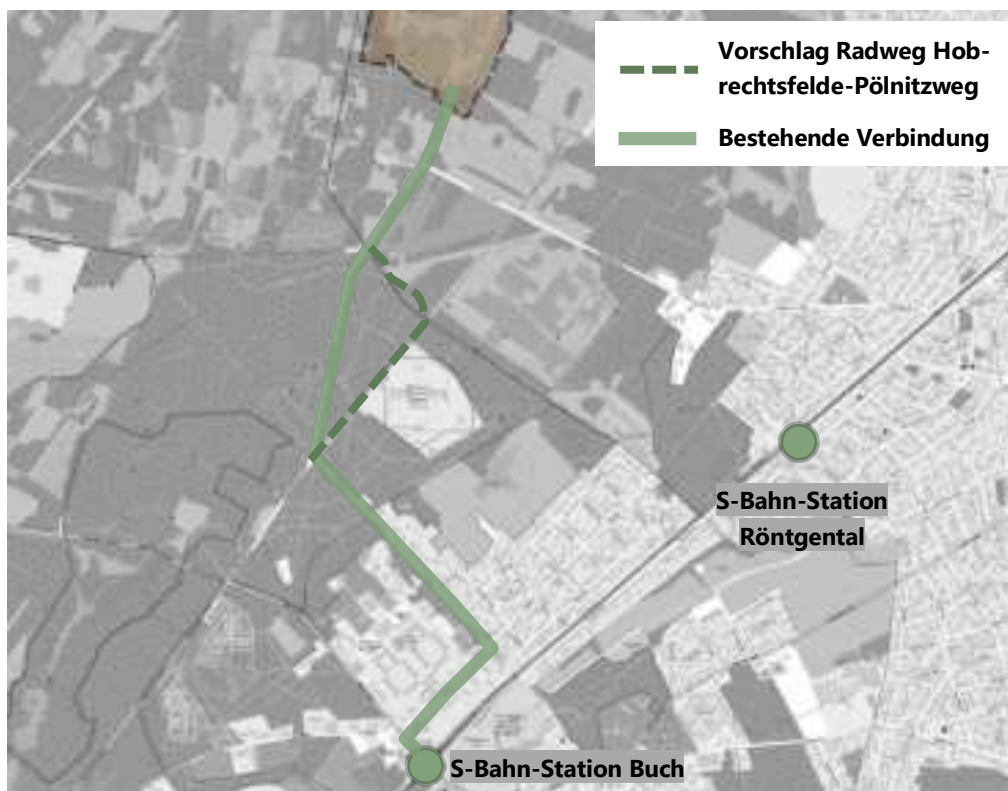 Vorschlag Radweg Hob-
rechtsfelde-Pölnitzweg
Bestehende Verbindung
S-Bahn-Station
Röntgental
S-Bahn-Station Buch